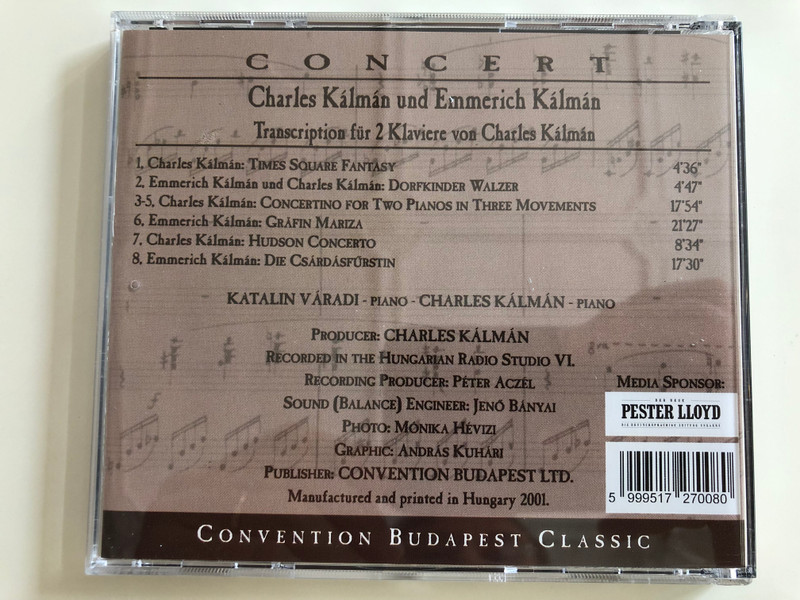 CONCERT
Charles Kálmán und Emmerich Kálmán
Transcription für 2 Klaviere von Charles Kálmán
1, Charles Kálmán: TIMES SQUARE FANTASY 4'36"
2, Emmerich Kálmán und Charles Kálmán: DORFKINDER WALZER 4'47"
3-5, Charles Kálmán: CONCERTINO FOR TWO PIANOS IN THREE MOVEMENTS 17'54"
6, Emmerich Kálmán: GRÄFIN MARIZA 21'27"
7, Charles Kálmán: HUDSON CONCERTO 8'34"
8, Emmerich Kálmán: DIE CSÁRDÁSFŰRSTIN 17'30"
KATALIN VÁRADI - PIANO - CHARLES KÁLMÁN - PIANO
PRODUCER: CHARLES KÁLMÁN
RECORDED IN THE HUNGARIAN RADIO STUDIO VI.
RECORDING PRODUCER: PÉTER ACZÉL
SOUND (BALANCE) ENGINEER: JENŐ BÁNYAI
PHOTO: MÓNIKA HÉVIZI
GRAPHIC: ANDRÁS KUHÁRI
PUBLISHER: CONVENTION BUDAPEST LTD.
Manufactured and printed in Hungary 2001.
MEDIA SPONSOR:
DER NEUE
PESTER LLOYD
5 999517 270080
CONVENTION BUDAPEST CLASSIC